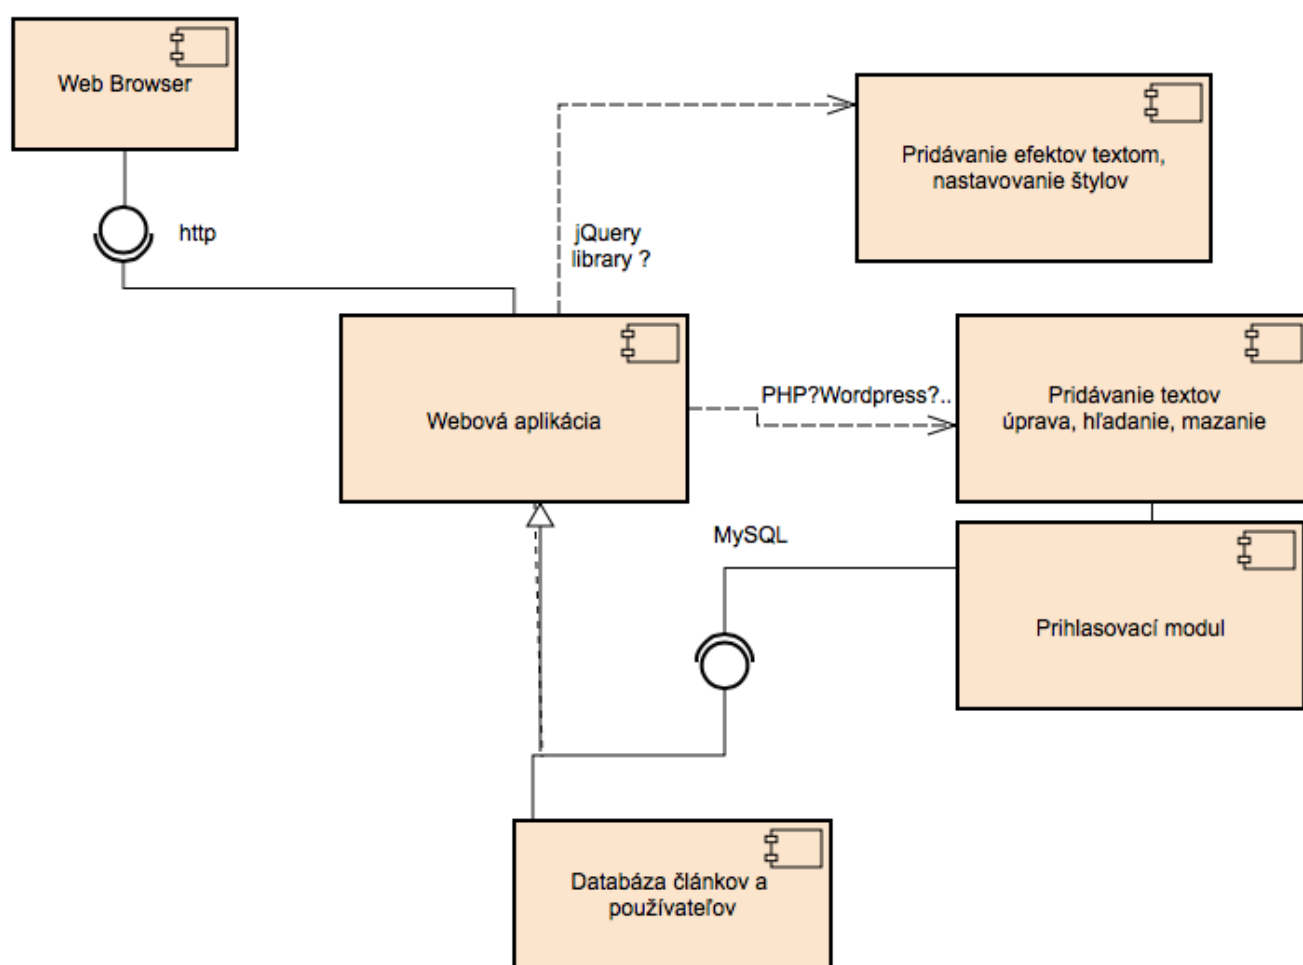 Web Browser
http
Pridávanie efektov textom,
nastavovanie štylov
jQuery
library ?
Webová aplikácia
PHP?Wordpress?..
Pridávanie textov
úprava, hľadanie, mazanie
MySQL
Prihlasovací modul
Databáza článkov a
používateľov